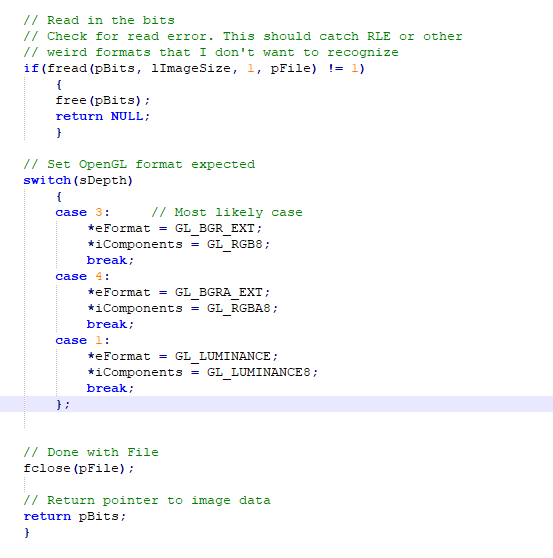 // Read in the bits
// Check for read error. This should catch RLE or other
// weird formats that I don't want to recognize
if(fread(pBits, lImageSize, 1, pFile) != 1)
{
free(pBits);
return NULL;
}
// Set OpenGL format expected
switch(sDepth)
{
case 3:     // Most likely case
*eFormat = GL_BGR_EXT;
*iComponents = GL_RGB8;
break;
case 4:
*eFormat = GL_BGRA_EXT;
*iComponents = GL_RGBA8;
break;
case 1:
*eFormat = GL_LUMINANCE;
*iComponents = GL_LUMINANCE8;
break;
};
// Done with File
fclose(pFile);
// Return pointer to image data
return pBits;
}